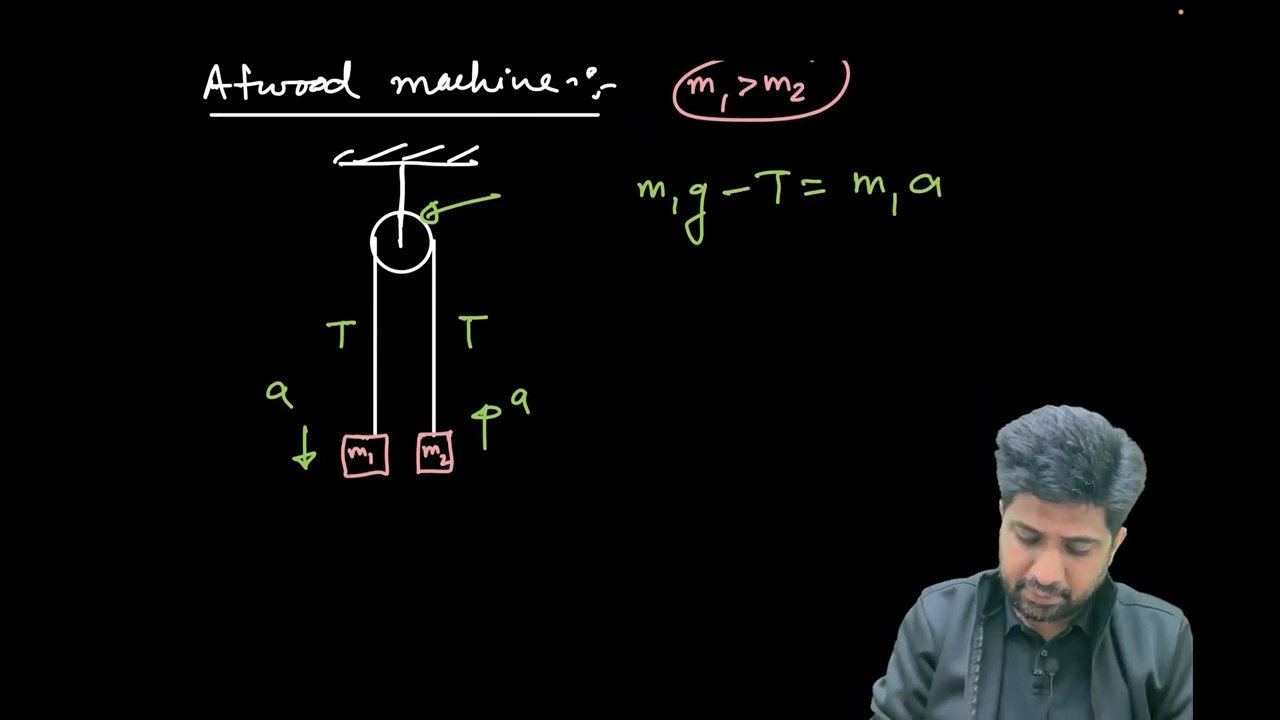 Atwood machine :-
m₁ > m₂
m₁g - T = m₁a
T T
a a
m₁ m₂